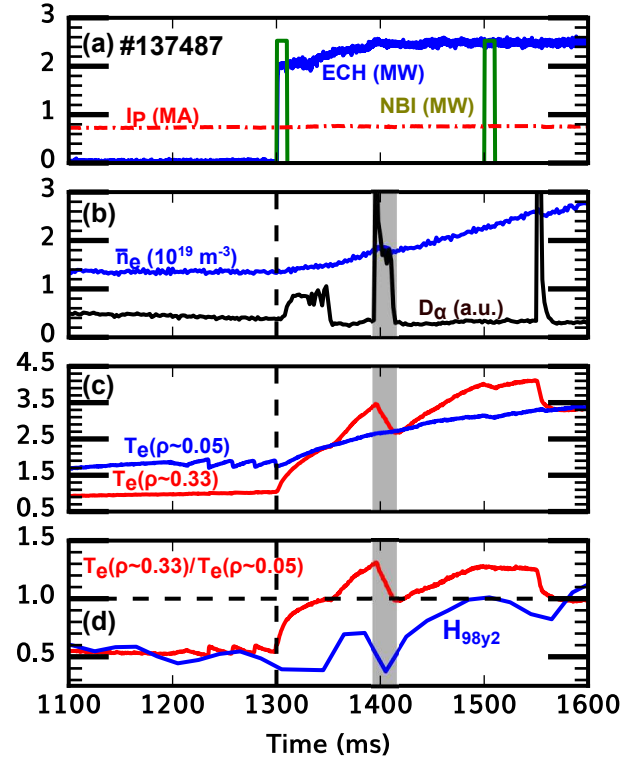 3
(a) #137487
2
ECH (MW)
NBI (MW)
1
IP (MA)
0
3
(b)
2
n̄e (10¹⁹ m⁻³)
1
Dα (a.u.)
0
4.5
(c)
3.5
2.5
Te(ρ~0.05)
1.5
Te(ρ~0.33)
0.5
1.5
Te(ρ~0.33)/Te(ρ~0.05)
1.0
(d)
H98y2
0.5
1100 1200 1300 1400 1500 1600
Time (ms)